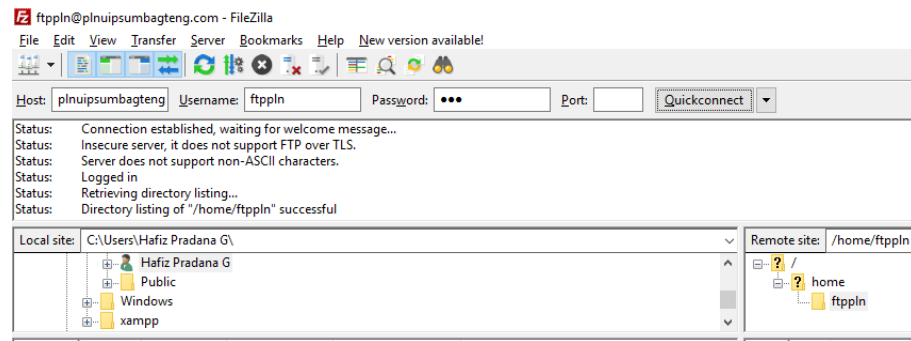 ftppln@plnuipsumbagteng.com - FileZilla
File Edit View Transfer Server Bookmarks Help New version available!
Host: plnuipsumbagteng Username: ftppln Password: ●●● Port: Quickconnect
Status: Connection established, waiting for welcome message...
Status: Insecure server, it does not support FTP over TLS.
Status: Server does not support non-ASCII characters.
Status: Logged in
Status: Retrieving directory listing...
Status: Directory listing of "/home/ftppln" successful
Local site: C:\Users\Hafiz Pradana G\
Hafiz Pradana G
Public
Windows
xampp
Remote site: /home/ftppln
/
home
ftppln